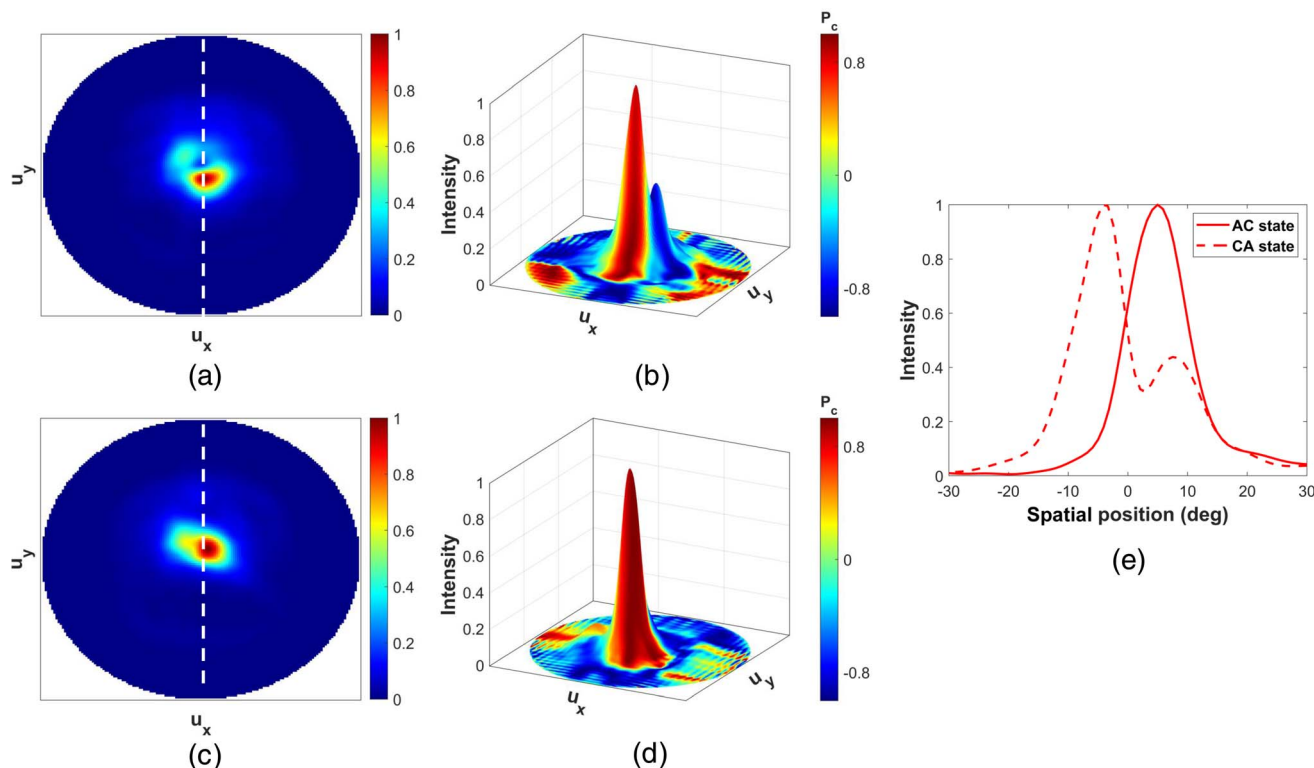 1
0.8
0.6
0.4
0.2
0
u_y
u_x
(a)
P_c
0.8
0
-0.8
1
0.8
0.6
0.4
0.2
0
Intensity
u_x
u_y
(b)
1
0.8
0.6
0.4
0.2
0
u_y
u_x
(c)
P_c
0.8
0
-0.8
1
0.8
0.6
0.4
0.2
0
Intensity
u_x
u_y
(d)
AC state
CA state
1
0.8
0.6
0.4
0.2
0
Intensity
-30 -20 -10 0 10 20 30
Spatial position (deg)
(e)